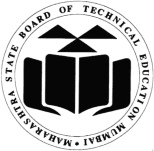 MAHARASHTRA STATE BOARD OF TECHNICAL EDUCATION MUMBAI •